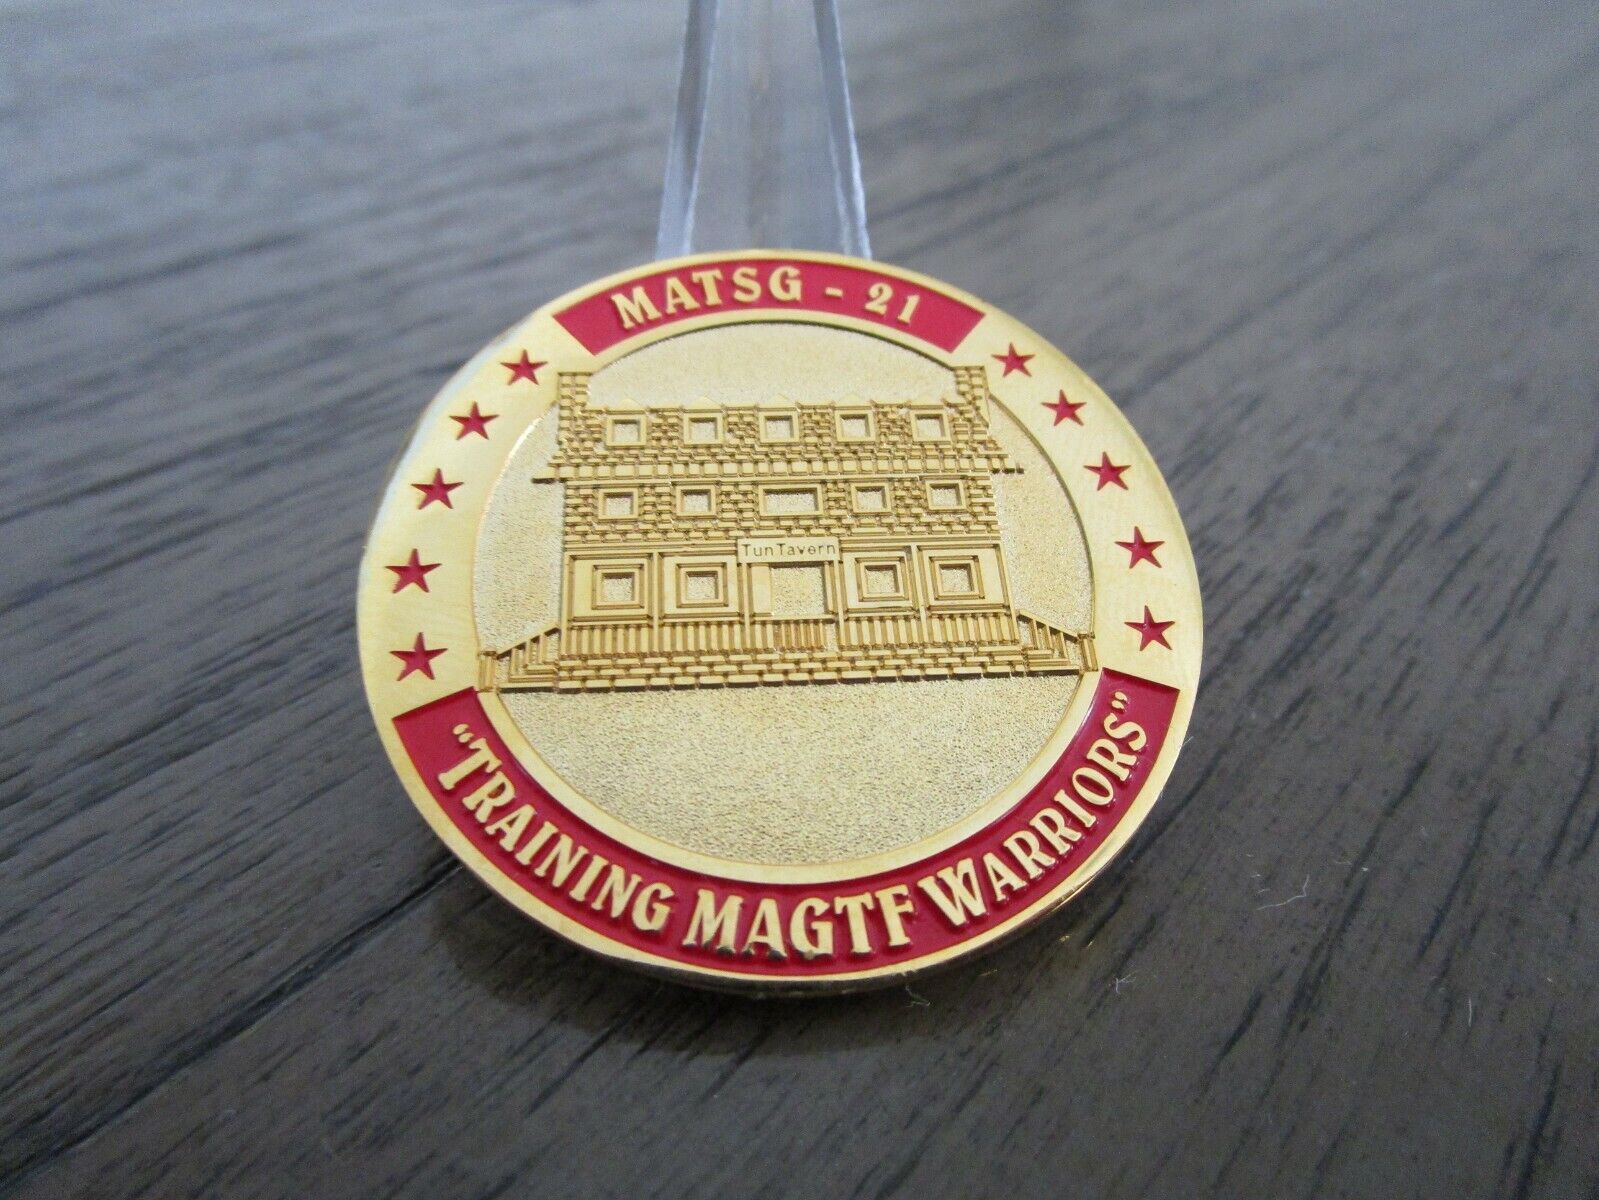 MATSG - 21
Tun Tavern
"TRAINING MAGTF WARRIORS"